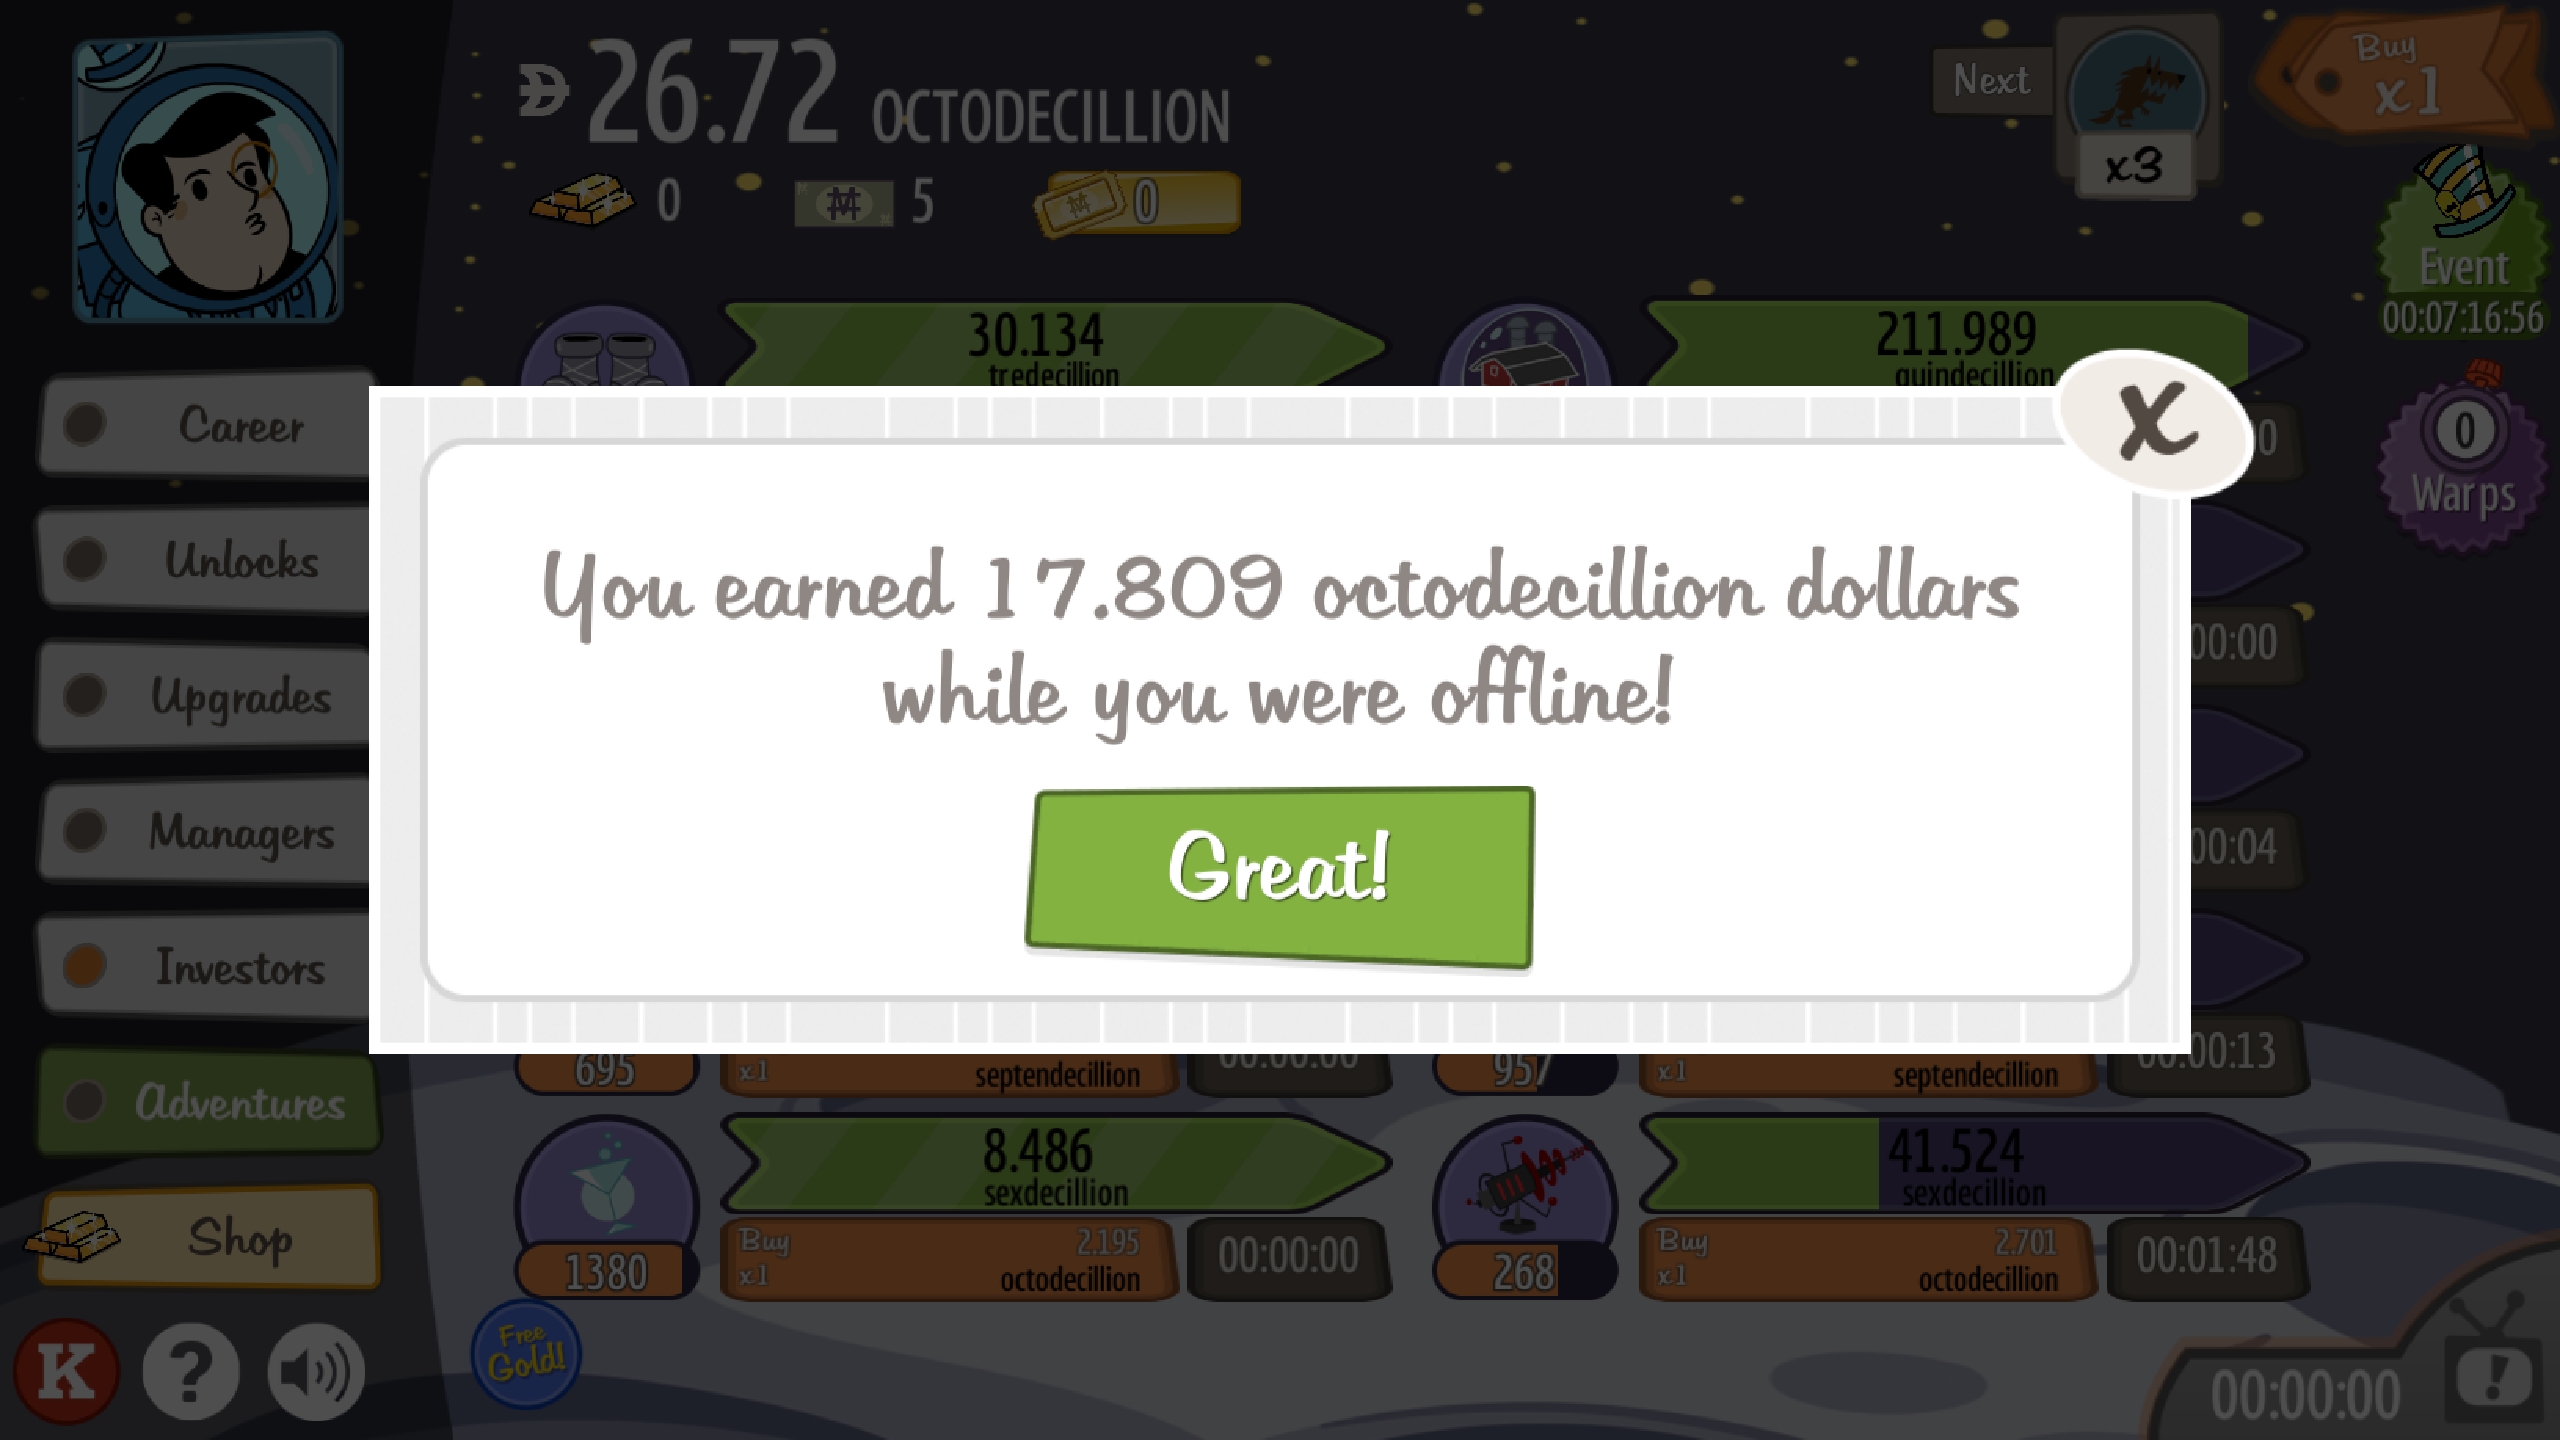 26.72 OCTODECILLION
Next
x3
Buy
x1
0
5
0
Event
00:07:16:56
30.134
tredecillion
211.989
quindecillion
0
Warps
Career
Unlocks
Upgrades
Managers
Investors
Adventures
Shop
X
You earned 17.809 octodecillion dollars
while you were offline!
Great!
0
00:00
00:04
695
x1
septendecillion
00:00:00
957
x1
septendecillion
00:00:13
8.486
sexdecillion
1380
Buy 2.195
x1 octodecillion
00:00:00
41.524
sexdecillion
268
Buy 2.701
x1 octodecillion
00:01:48
K
?
Free
Gold!
00:00:00
!